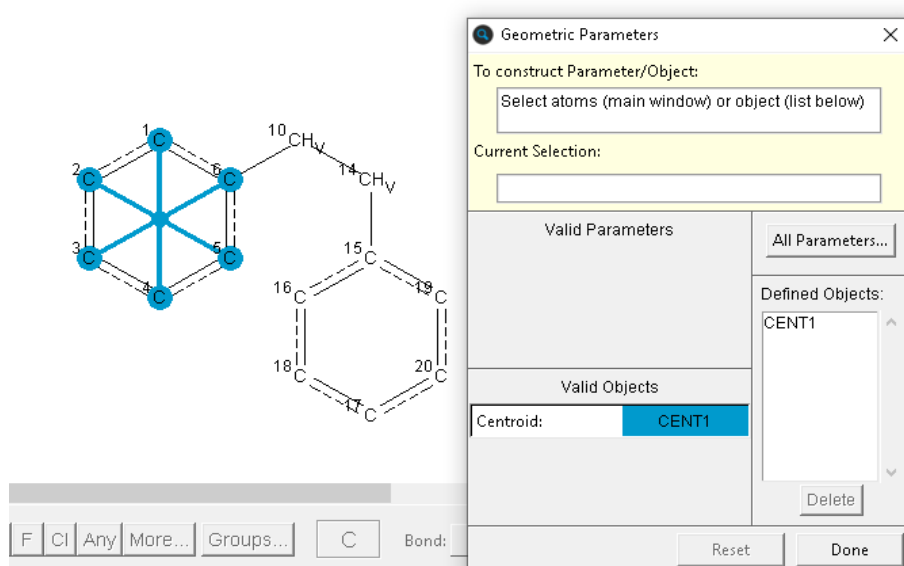 Geometric Parameters
To construct Parameter/Object:
Select atoms (main window) or object (list below)
Current Selection:
Valid Parameters
All Parameters...
Defined Objects:
CENT1
Valid Objects
Centroid: CENT1
Delete
Reset Done
1 C
2 C
6 C
3 C
5 C
4 C
10 CHV
14 CHV
15 C
16 C
19 C
18 C
20 C
17 C
F Cl Any More... Groups... C Bond: